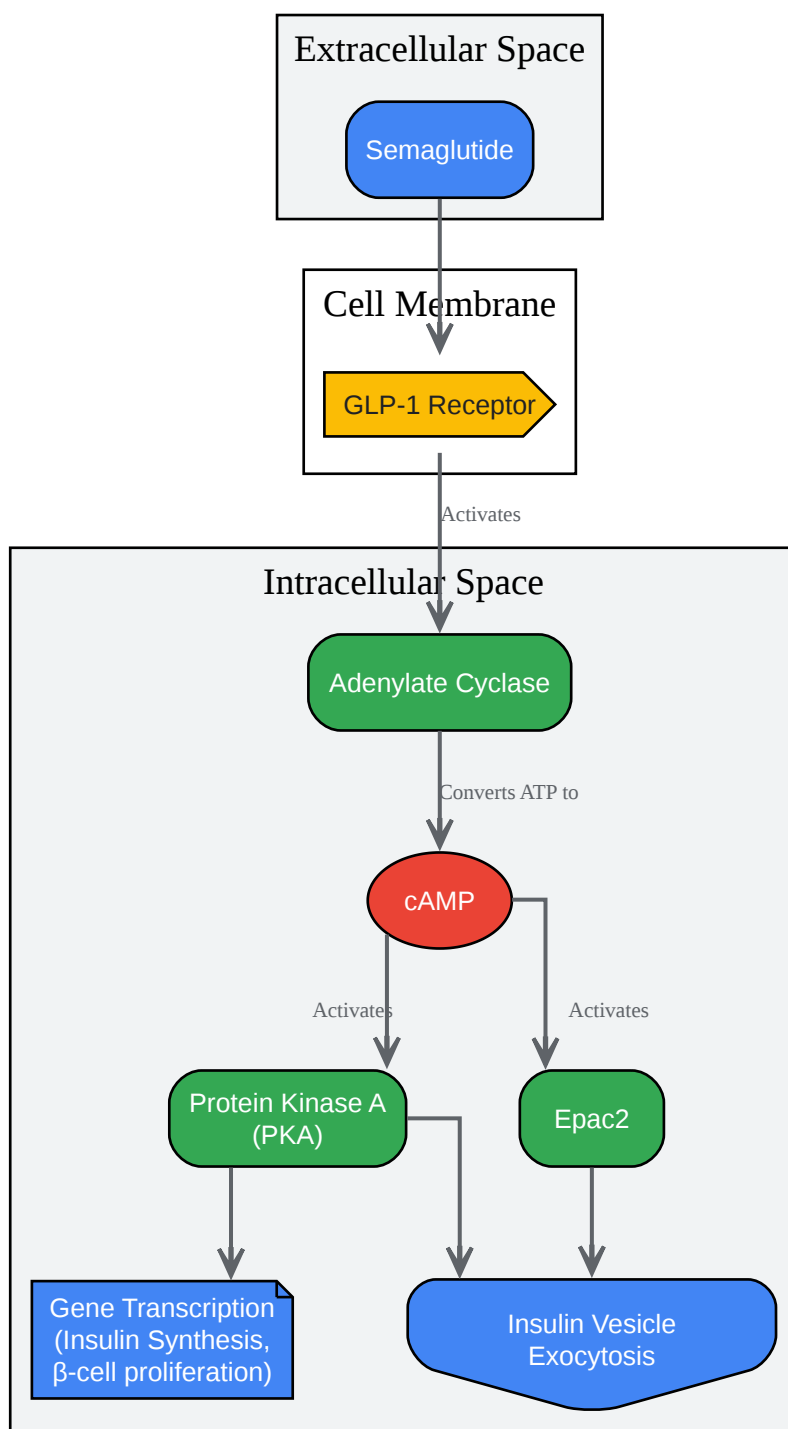 Extracellular Space
Semaglutide
Cell Membrane
GLP-1 Receptor
Activates
Intracellular Space
Adenylate Cyclase
Converts ATP to
cAMP
Activates
Activates
Protein Kinase A
(PKA)
Epac2
Gene Transcription
(Insulin Synthesis,
β-cell proliferation)
Insulin Vesicle
Exocytosis